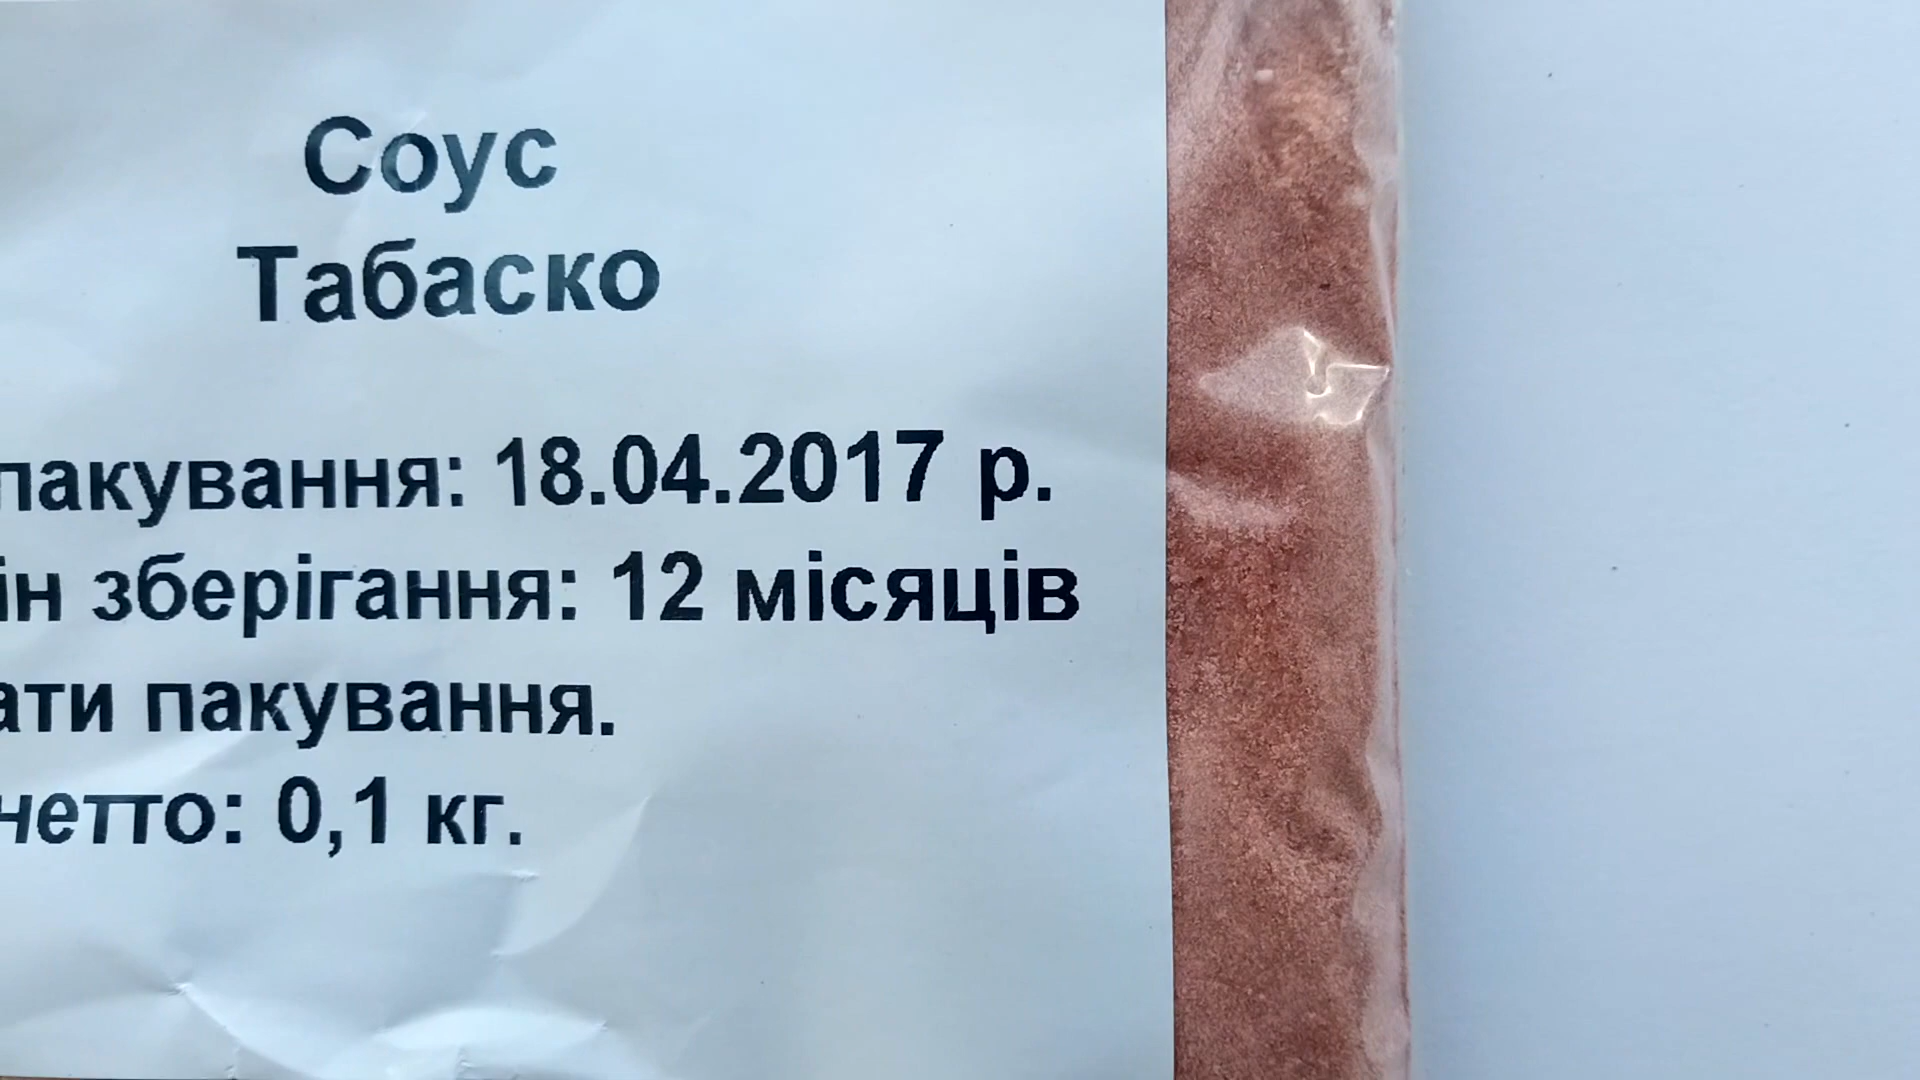 Соус
Табаско
пакування: 18.04.2017 р.
ін зберігання: 12 місяців
ати пакування.
нетто: 0,1 кг.